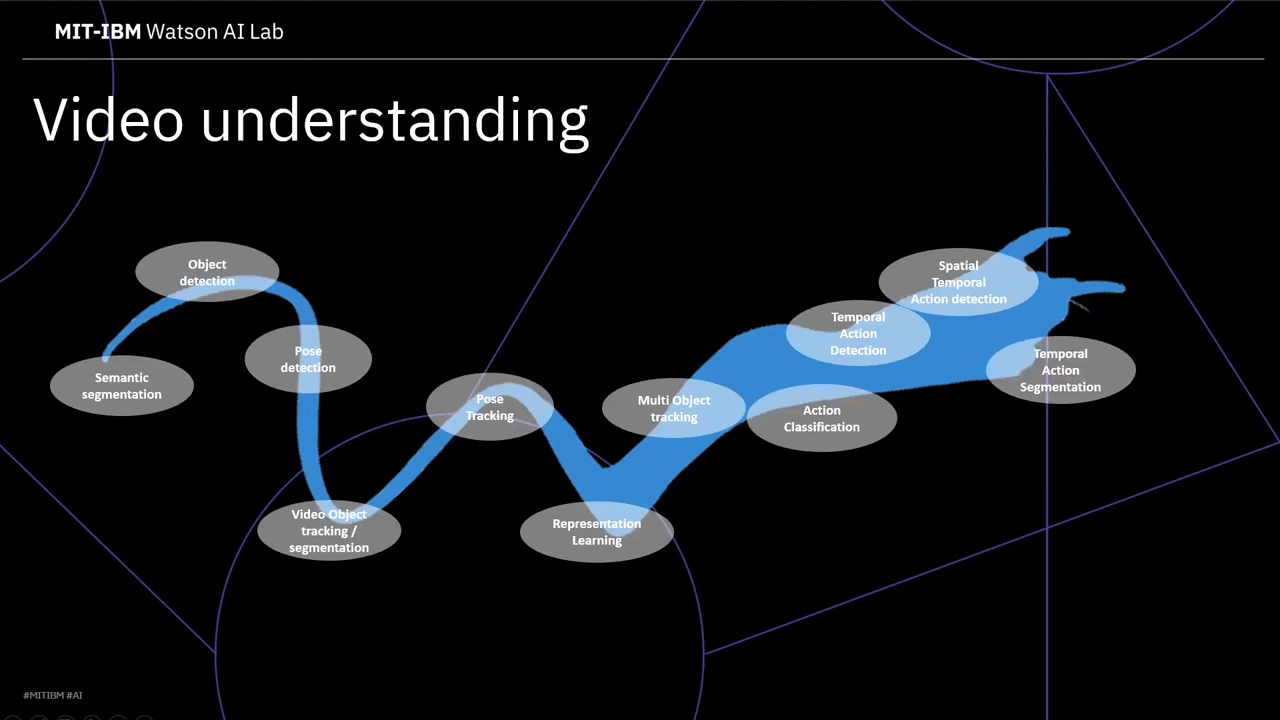 MIT-IBM Watson AI Lab
Video understanding
Object
detection
Semantic
segmentation
Pose
detection
Video Object
tracking /
segmentation
Pose
Tracking
Representation
Learning
Multi Object
tracking
Action
Classification
Temporal
Action
Detection
Spatial
Temporal
Action detection
Temporal
Action
Segmentation
#MITIBM #AI